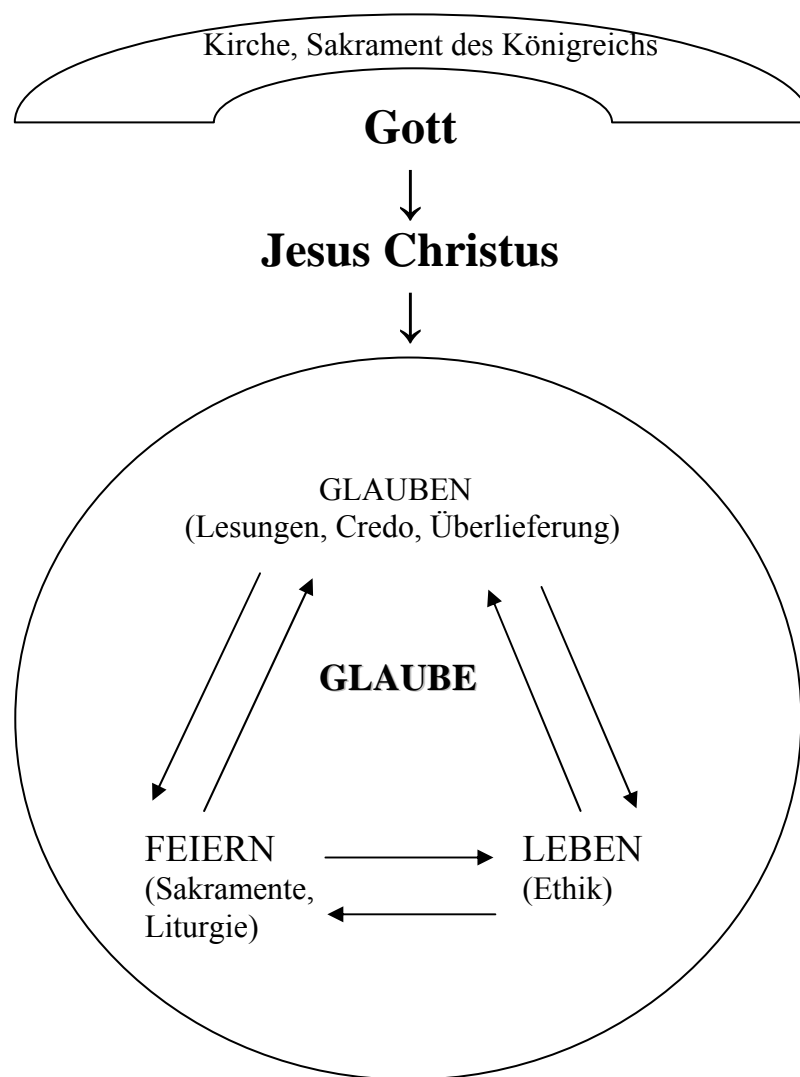 Kirche, Sakrament des Königreichs
Gott
Jesus Christus
GLAUBEN
(Lesungen, Credo, Überlieferung)
GLAUBE
FEIERN
(Sakramente,
Liturgie)
LEBEN
(Ethik)